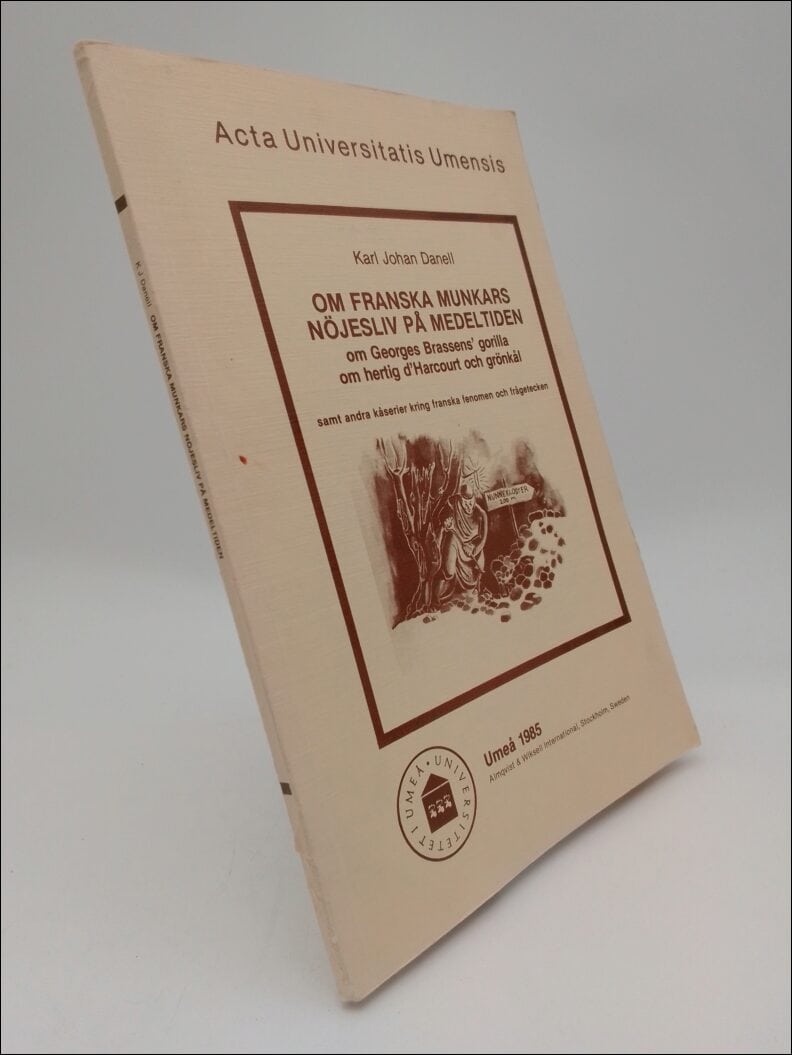 Acta Universitatis Umensis
Karl Johan Danell
OM FRANSKA MUNKARS
NÖJESLIV PÅ MEDELTIDEN
om Georges Brassens' gorilla
om hertig d'Harcourt och grönkål
samt andra kåserier kring franska fenomen och frågetecken
NUNNEKLOSTER
200 m
Umeå 1985
Almqvist & Wiksell International, Stockholm, Sweden
UNIVERSITETET I UMEÅ
K J Danell OM FRANSKA MUNKARS NÖJESLIV PÅ MEDELTIDEN